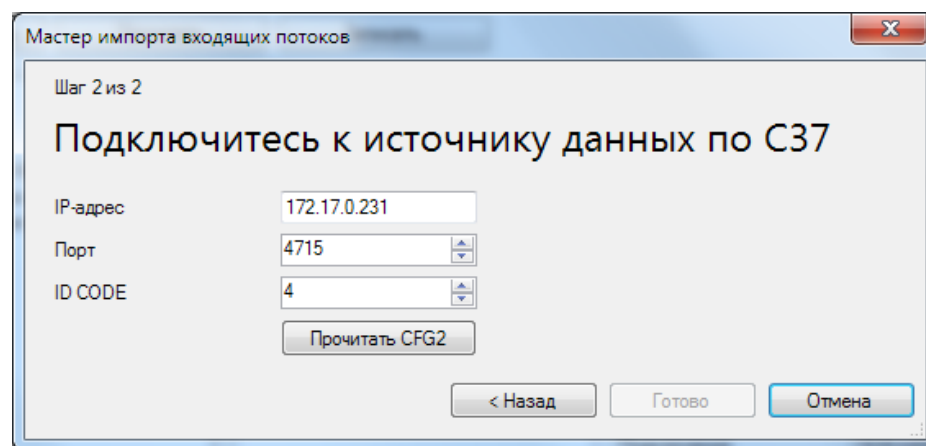 Мастер импорта входящих потоков
Шаг 2 из 2
Подключитесь к источнику данных по C37
IP-адрес 172.17.0.231
Порт 4715
ID CODE 4
Прочитать CFG2
< Назад Готово Отмена